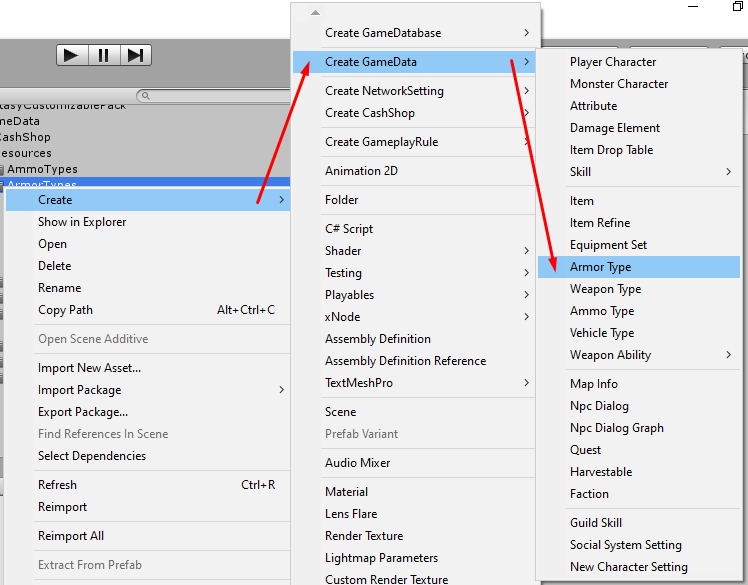 neData
CashShop
esources
AmmoTypes
ArmorTypes
Create
Show in Explorer
Open
Delete
Rename
Copy Path Alt+Ctrl+C
Open Scene Additive
Import New Asset...
Import Package
Export Package...
Find References In Scene
Select Dependencies
Refresh Ctrl+R
Reimport
Reimport All
Extract From Prefab
Create GameDatabase
Create GameData
Create NetworkSetting
Create CashShop
Create GameplayRule
Animation 2D
Folder
C# Script
Shader
Testing
Playables
xNode
Assembly Definition
Assembly Definition Reference
TextMeshPro
Scene
Prefab Variant
Audio Mixer
Material
Lens Flare
Render Texture
Lightmap Parameters
Custom Render Texture
Player Character
Monster Character
Attribute
Damage Element
Item Drop Table
Skill
Item
Item Refine
Equipment Set
Armor Type
Weapon Type
Ammo Type
Vehicle Type
Weapon Ability
Map Info
Npc Dialog
Npc Dialog Graph
Quest
Harvestable
Faction
Guild Skill
Social System Setting
New Character Setting